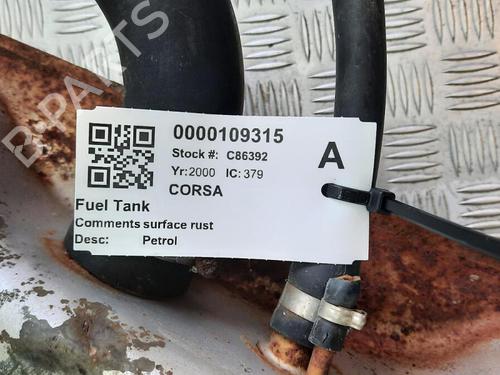 0000109315
Stock #: C86392
A
Yr:2000 IC: 379
CORSA
Fuel Tank
Comments surface rust
Desc: Petrol
B-PARTS